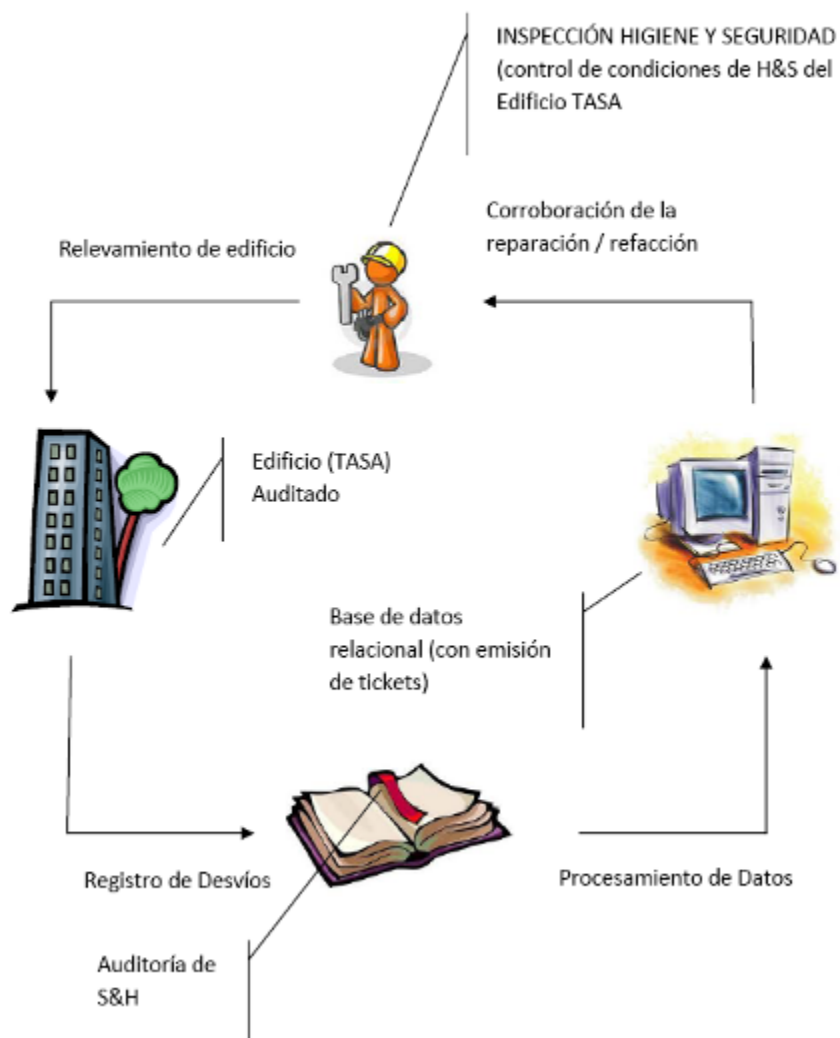 INSPECCIÓN HIGIENE Y SEGURIDAD
(control de condiciones de H&S del
Edificio TASA
Corroboración de la
reparación / refacción
Relevamiento de edificio
Edificio (TASA)
Auditado
Base de datos
relacional (con emisión
de tickets)
Registro de Desvíos
Procesamiento de Datos
Auditoría de
S&H